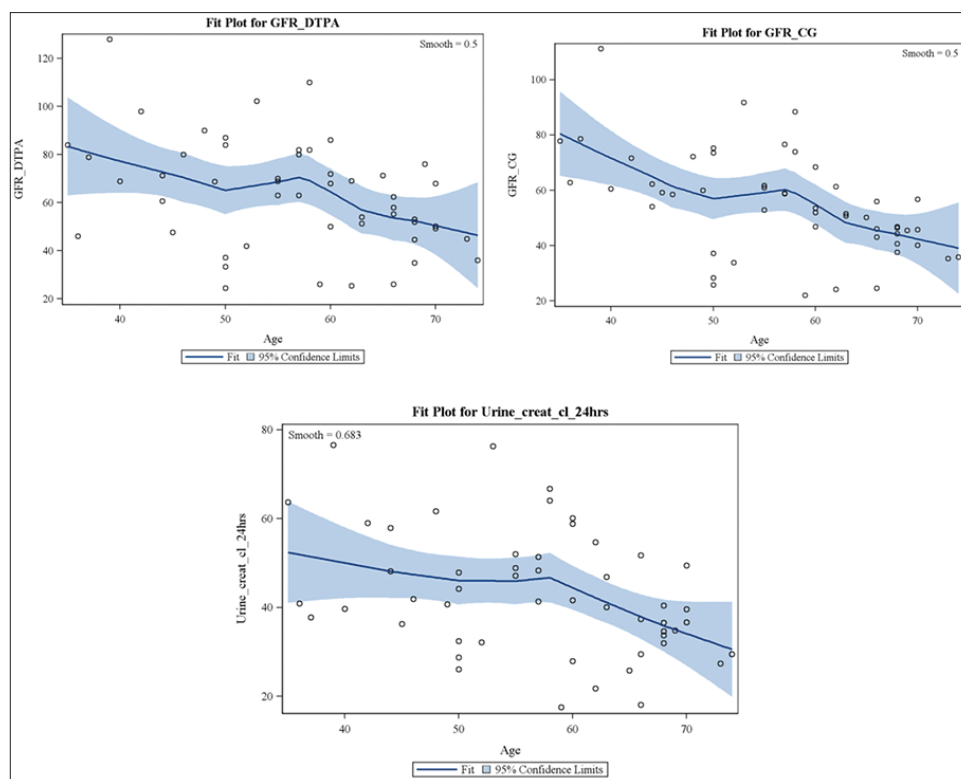 Fit Plot for GFR_DTPA
Smooth = 0.5
120
100
80
60
40
20
GFR_DTPA
40
50
60
70
Age
Fit
95% Confidence Limits
Fit Plot for GFR_CG
Smooth = 0.5
100
80
60
40
20
GFR_CG
40
50
60
70
Age
Fit
95% Confidence Limits
Fit Plot for Urine_creat_cl_24hrs
Smooth = 0.683
80
60
40
20
Urine_creat_cl_24hrs
40
50
60
70
Age
Fit
95% Confidence Limits